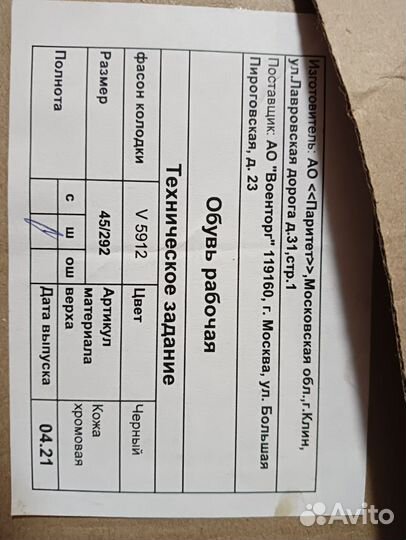 Изготовитель: АО <<Паритет>>,Московская обл.,г.Клин,
ул.Лавровская дорога д.31,стр.1
Поставщик: АО "Военторг" 119160, г. Москва, ул. Большая
Пироговская, д. 23
Обувь рабочая
Техническое задание
фасон колодки V 5912 Цвет Черный
Размер 45/292 Артикул материала верха Кожа хромовая
Полнота с ш ош Дата выпуска 04.21
Avito